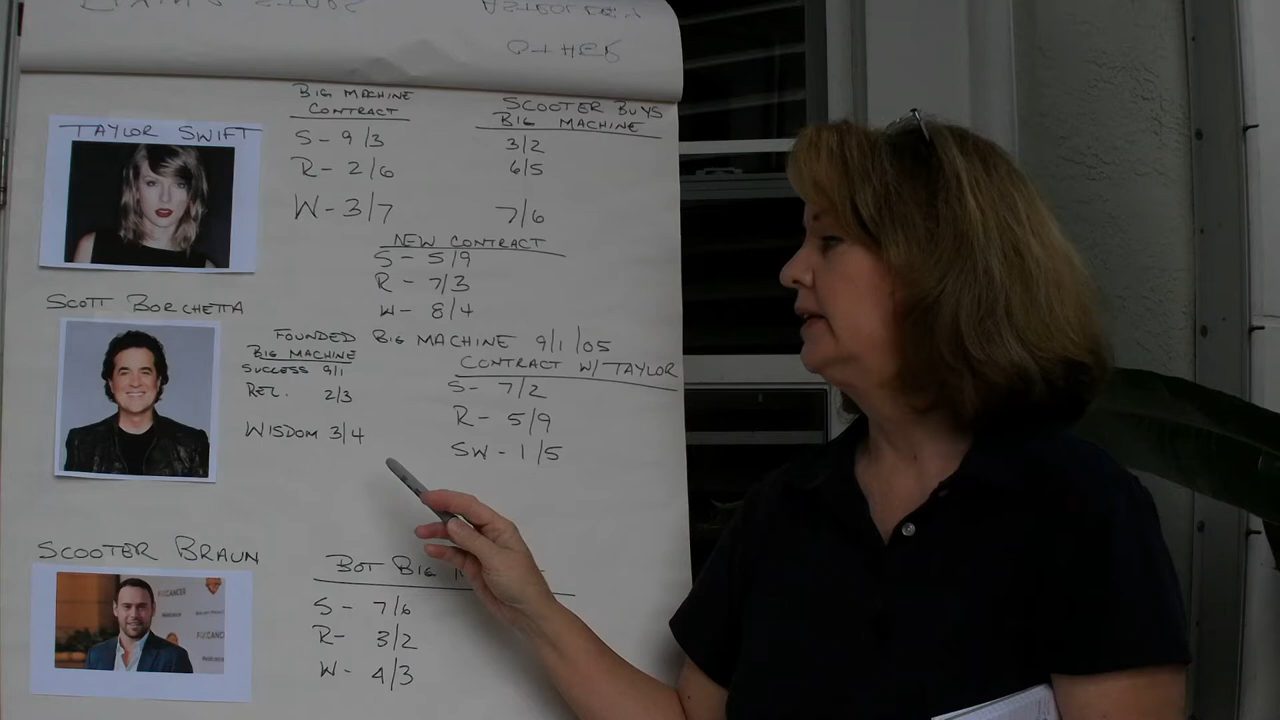 OTHER
BIG MACHINE
CONTRACT
S - 9/3
R - 2/6
W - 3/7
SCOOTER BUYS
BIG MACHINE
3/2
6/5
7/6
TAYLOR SWIFT
NEW CONTRACT
S - 5/9
R - 7/3
W - 8/4
SCOTT BORCHETTA
FOUNDED BIG MACHINE 9/1/05
BIG MACHINE
SUCCESS 9/1
REL. 2/3
WISDOM 3/4
CONTRACT W/ TAYLOR
S - 7/2
R - 5/9
SW - 1/5
SCOOTER BRAUN
BOT BIG
S - 7/6
R - 3/2
W - 4/3